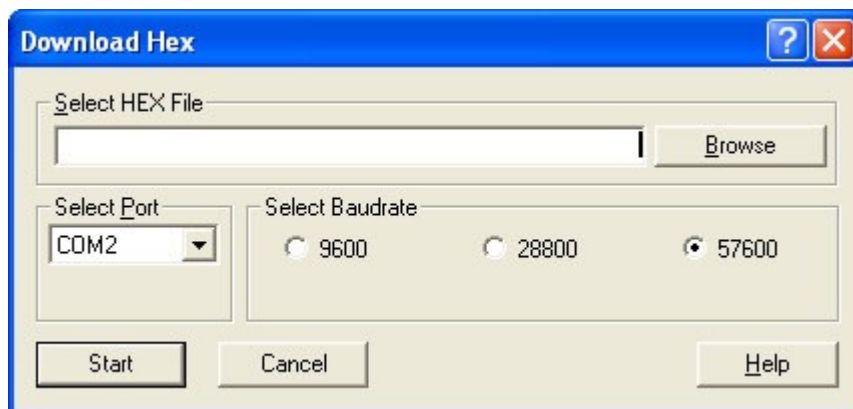 Download Hex
Select HEX File
Browse
Select Port
Select Baudrate
COM2
9600
28800
57600
Start
Cancel
Help